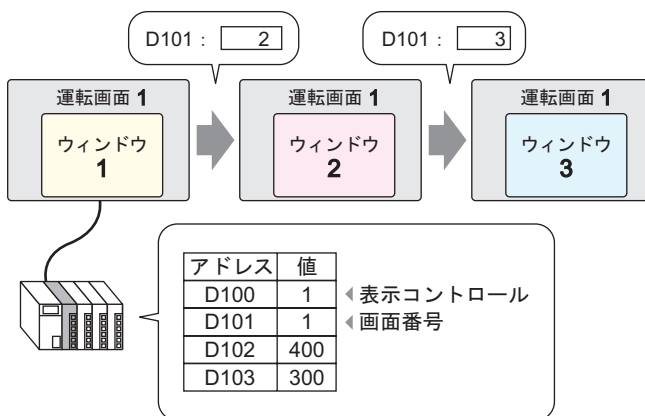 D101 : 2
D101 : 3
運転画面 1
ウィンドウ
1
運転画面 1
ウィンドウ
2
運転画面 1
ウィンドウ
3
アドレス 値
D100 1 表示コントロール
D101 1 画面番号
D102 400
D103 300